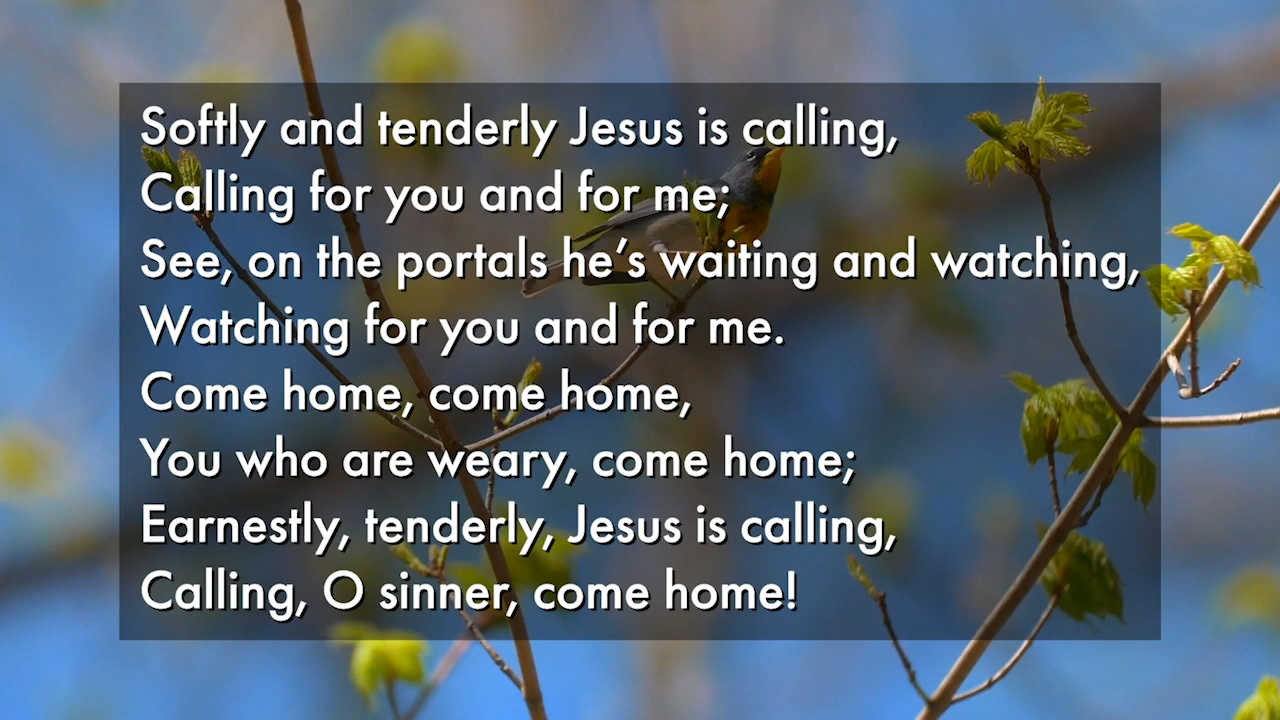 Softly and tenderly Jesus is calling,
Calling for you and for me;
See, on the portals he’s waiting and watching,
Watching for you and for me.
Come home, come home,
You who are weary, come home;
Earnestly, tenderly, Jesus is calling,
Calling, O sinner, come home!